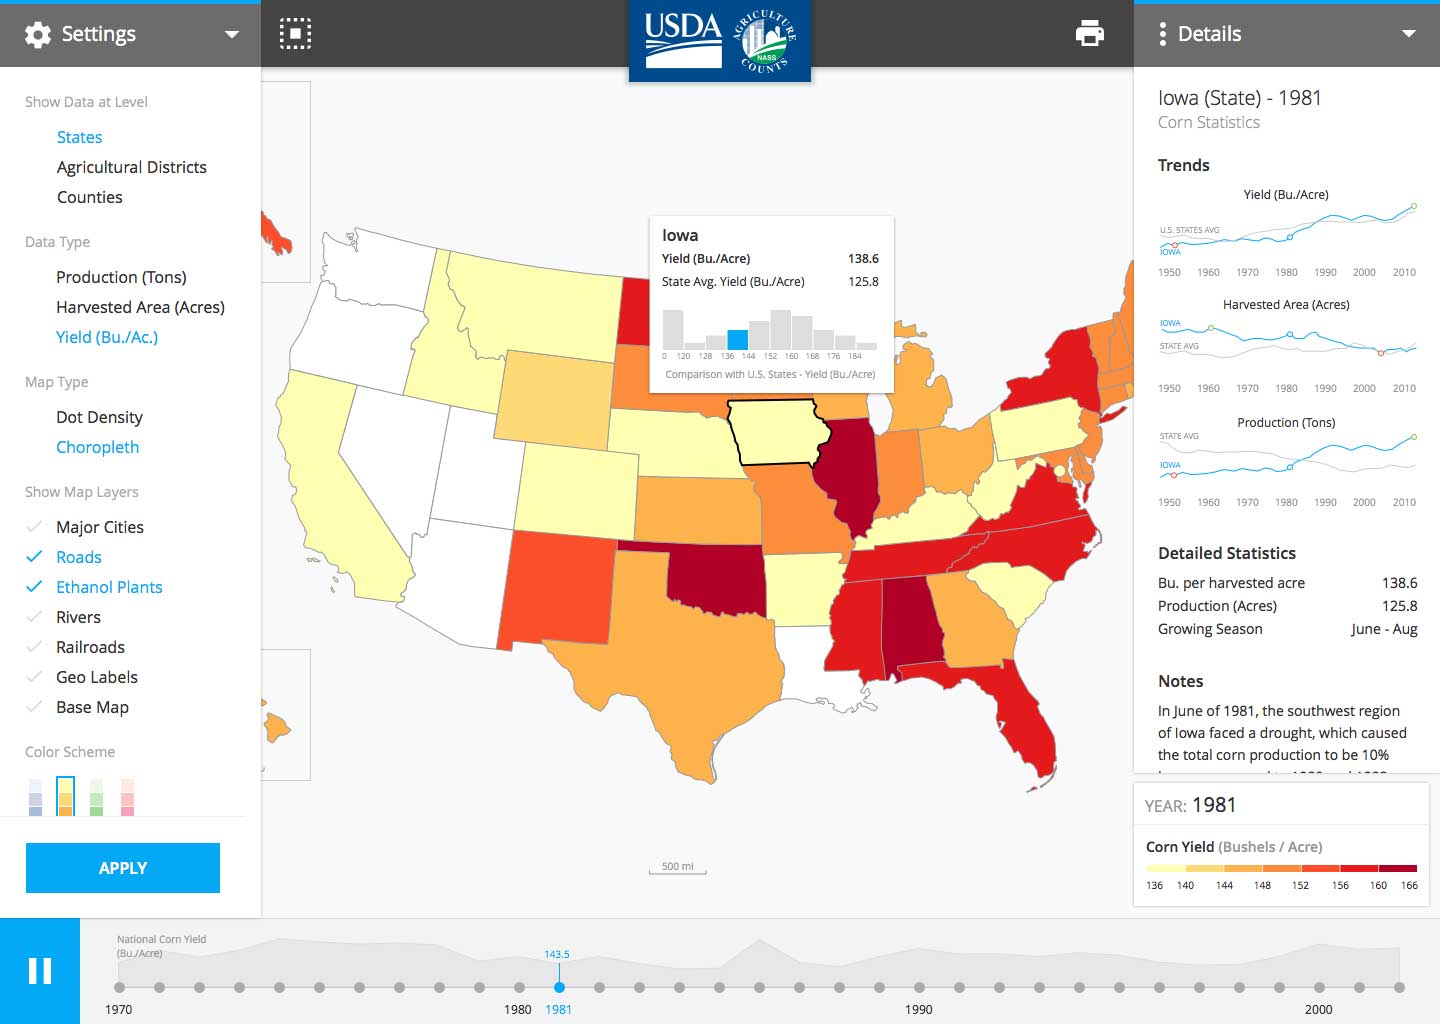 Settings
USDA
AGRICULTURE
NASS
COUNTS
Details
Show Data at Level
States
Agricultural Districts
Counties
Data Type
Production (Tons)
Harvested Area (Acres)
Yield (Bu./Ac.)
Map Type
Dot Density
Choropleth
Show Map Layers
Major Cities
Roads
Ethanol Plants
Rivers
Railroads
Geo Labels
Base Map
Color Scheme
APPLY
Iowa
Yield (Bu./Acre) 138.6
State Avg. Yield (Bu./Acre) 125.8
0 120 128 136 144 152 160 168 176 184
Comparison with U.S. States - Yield (Bu./Acre)
500 mi
Iowa (State) - 1981
Corn Statistics
Trends
Yield (Bu./Acre)
U.S. STATES AVG
IOWA
1950 1960 1970 1980 1990 2000 2010
Harvested Area (Acres)
IOWA
STATE AVG
1950 1960 1970 1980 1990 2000 2010
Production (Tons)
STATE AVG
IOWA
1950 1960 1970 1980 1990 2000 2010
Detailed Statistics
Bu. per harvested acre 138.6
Production (Acres) 125.8
Growing Season June - Aug
Notes
In June of 1981, the southwest region
of Iowa faced a drought, which caused
the total corn production to be 10%
YEAR: 1981
Corn Yield (Bushels / Acre)
136 140 144 148 152 156 160 166
National Corn Yield
(Bu./Acre)
143.5
1970 1980 1981 1990 2000